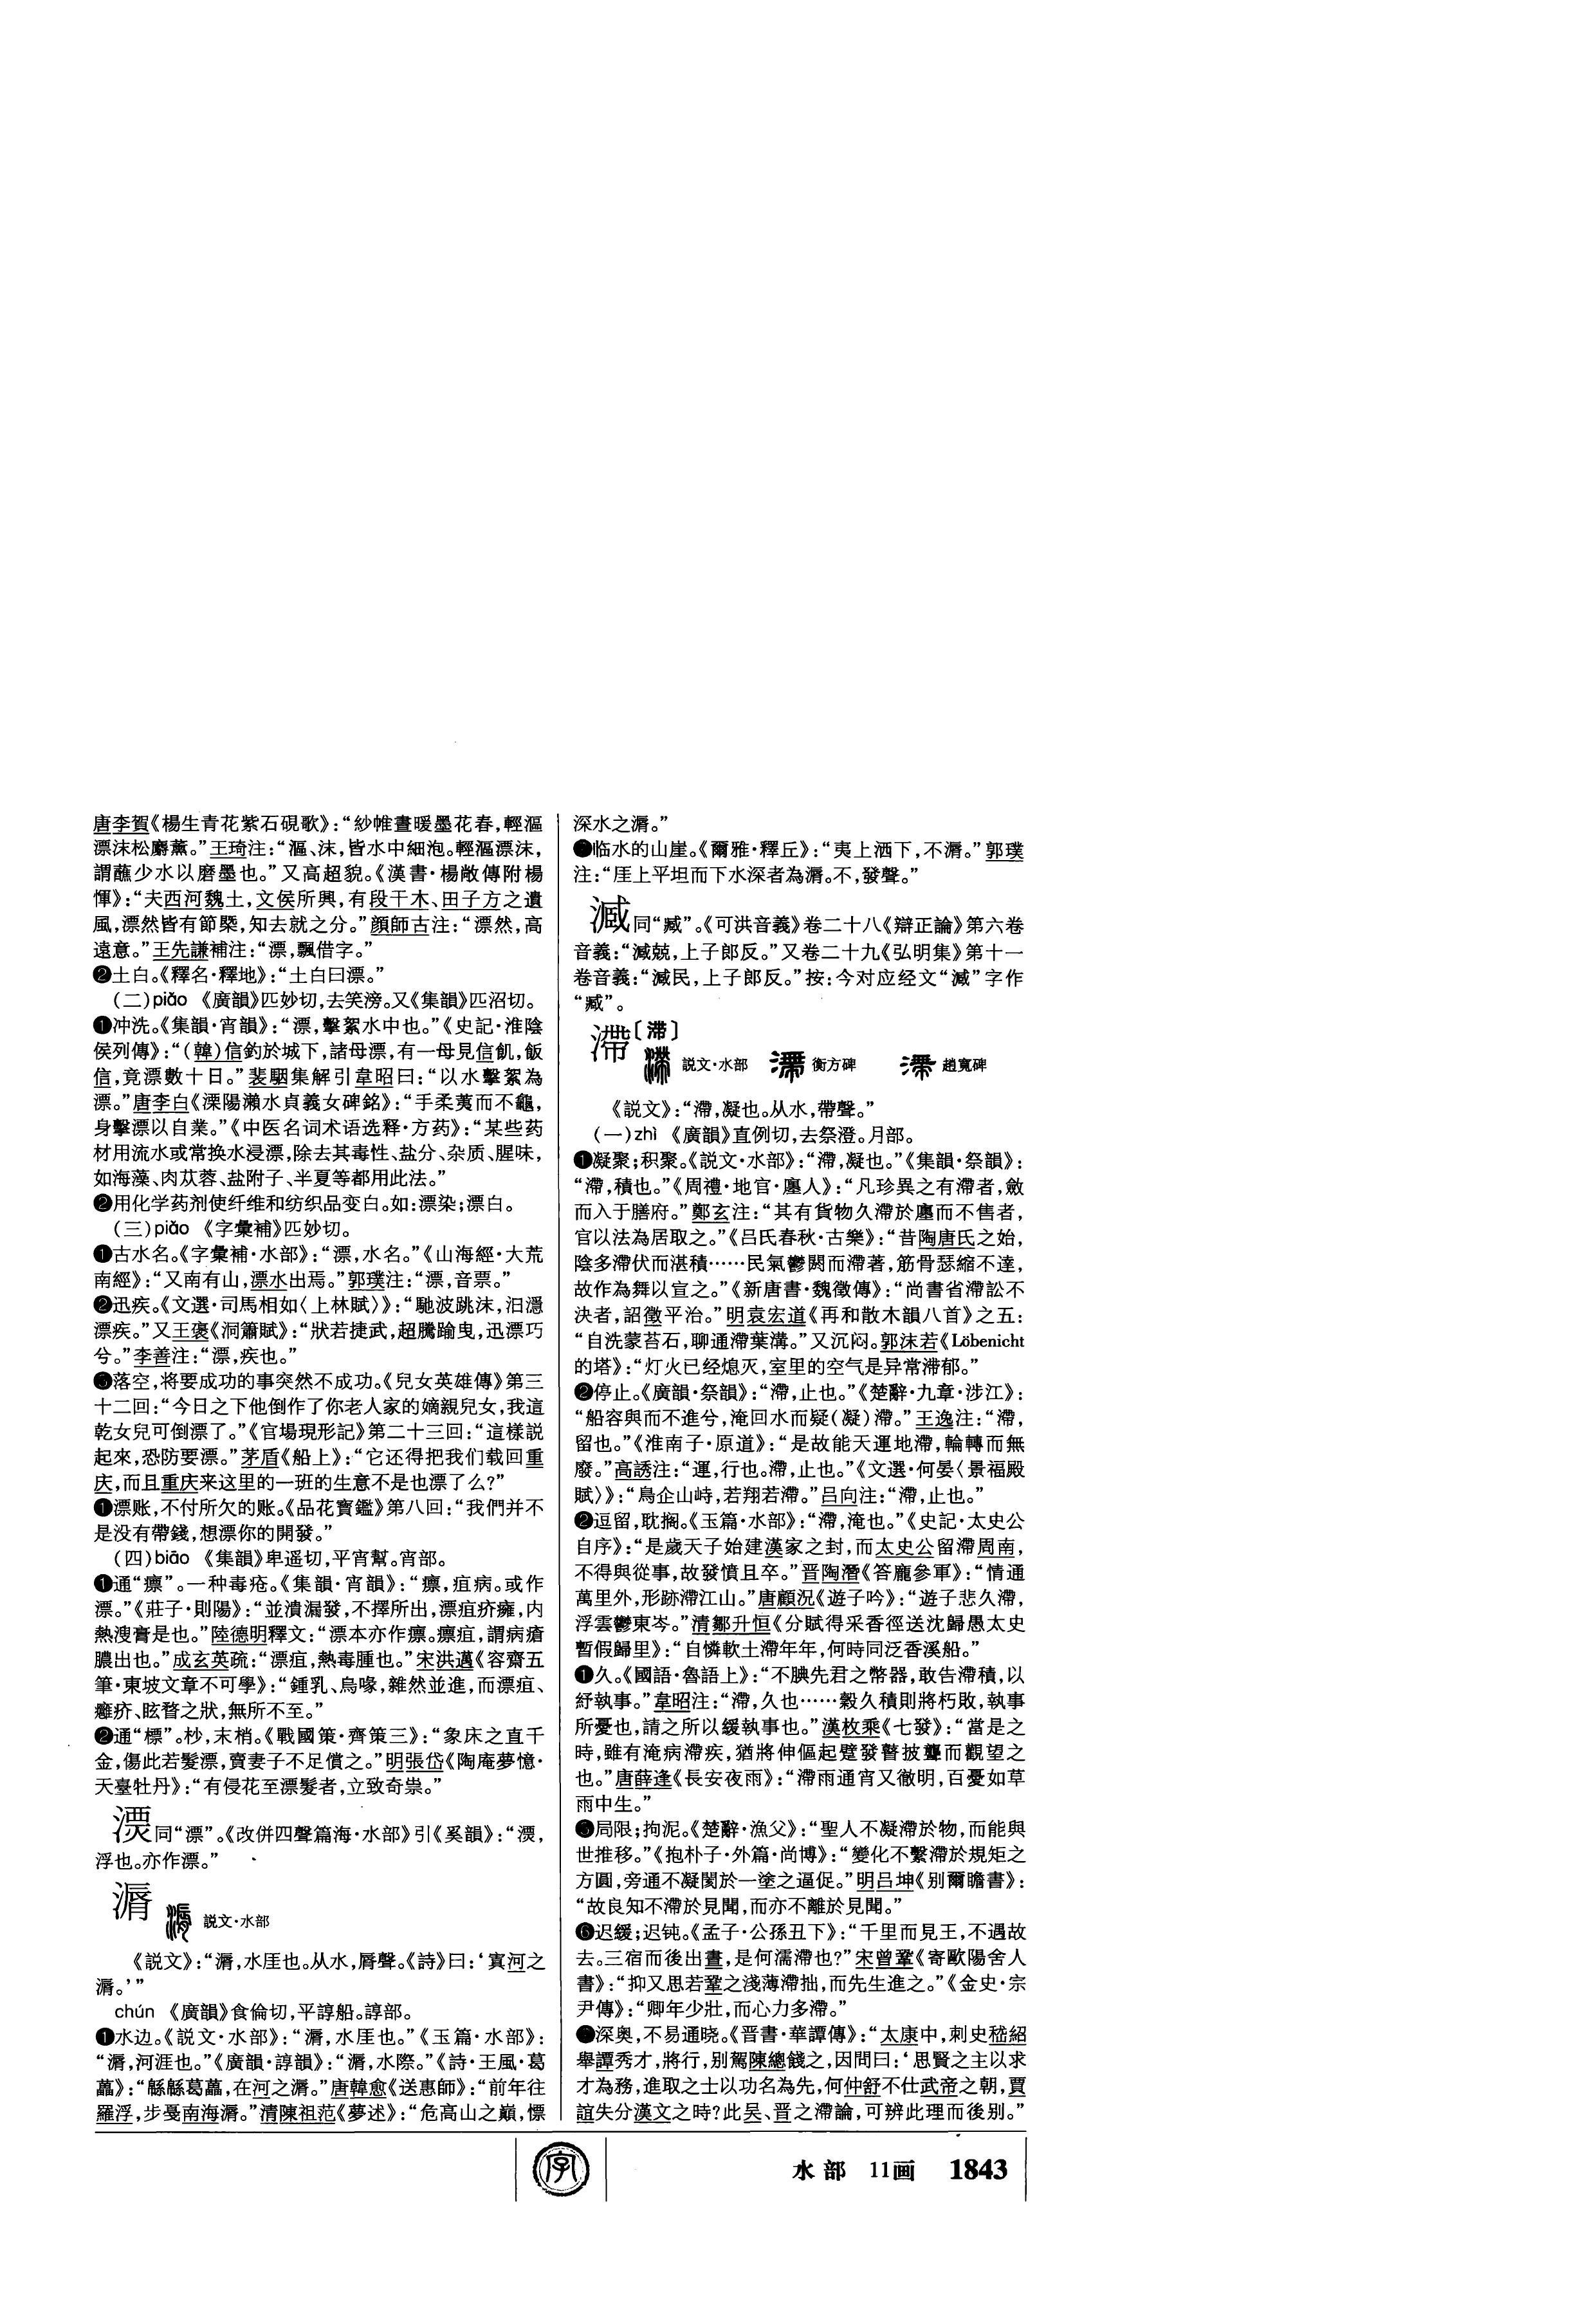 唐李賀《楊生青花紫石硯歌》：“紗帷晝暖墨花春，輕漚
漂沫松麝薰。”王琦注：“漚、沫，皆水中細泡。輕漚漂沫，
謂蘸少水以磨墨也。”又高超貌。《漢書·楊敞傳附楊
惲》：“夫西河魏土，文侯所興，有段干木、田子方之遺
風，漂然皆有節槩，知去就之分。”顔師古注：“漂然，高
遠意。”王先謙補注：“漂，飄借字。”
❷土白。《釋名·釋地》：“土白曰漂。”
（二）piǎo 《廣韻》匹妙切，去笑滂。又《集韻》匹沼切。
❶冲洗。《集韻·宵韻》：“漂，擊絮水中也。”《史記·淮陰
侯列傳》：“（韓）信釣於城下，諸母漂，有一母見信飢，飯
信，竟漂數十日。”裴駰集解引韋昭曰：“以水擊絮為
漂。”唐李白《溧陽瀨水貞義女碑銘》：“手柔荑而不龜，
身擊漂以自業。”《中医名词术语选释·方药》：“某些药
材用流水或常换水浸漂，除去其毒性、盐分、杂质、腥味，
如海藻、肉苁蓉、盐附子、半夏等都用此法。”
❷用化学药剂使纤维和纺织品变白。如：漂染；漂白。
（三）piǎo 《字彙補》匹妙切。
❶古水名。《字彙補·水部》：“漂，水名。”《山海經·大荒
南經》：“又南有山，漂水出焉。”郭璞注：“漂，音票。”
❷迅疾。《文選·司馬相如〈上林賦〉》：“馳波跳沫，汩㶏
漂疾。”又王褒《洞簫賦》：“狀若捷武，超騰踰曳，迅漂巧
兮。”李善注：“漂，疾也。”
❸落空，将要成功的事突然不成功。《兒女英雄傳》第三
十二回：“今日之下他倒作了你老人家的嫡親兒女，我這
乾女兒可倒漂了。”《官場現形記》第二十三回：“這樣説
起來，恐防要漂。”茅盾《船上》：“它还得把我们载回重
庆，而且重庆来这里的一班的生意不是也漂了么？”
❶漂账，不付所欠的账。《品花寶鑑》第八回：“我們并不
是没有帶錢，想漂你的開發。”
（四）biāo 《集韻》卑遥切，平宵幫。宵部。
❶通“瘭”。一种毒疮。《集韻·宵韻》：“瘭，疽病。或作
漂。”《莊子·則陽》：“並潰漏發，不擇所出，漂疽疥癰，内
熱溲膏是也。”陸德明釋文：“漂本亦作瘭。瘭疽，謂病瘡
膿出也。”成玄英疏：“漂疽，熱毒腫也。”宋洪邁《容齋五
筆·東坡文章不可學》：“鍾乳、烏喙，雜然並進，而漂疽、
癰疥、眩瞀之狀，無所不至。”
❷通“標”。杪，末梢。《戰國策·齊策三》：“象床之直千
金，傷此若髮漂，賣妻子不足償之。”明張岱《陶庵夢憶·
天臺牡丹》：“有侵花至漂髮者，立致奇祟。”
同“漂”。《改併四聲篇海·水部》引《奚韻》：“，
浮也。亦作漂。”
漘 説文·水部
《説文》：“漘，水厓也。从水，脣聲。《詩》曰：‘寘河之
漘。’”
chún 《廣韻》食倫切，平諄船。諄部。
❶水边。《説文·水部》：“漘，水厓也。”《玉篇·水部》：
“漘，河涯也。”《廣韻·諄韻》：“漘，水際。”《詩·王風·葛
藟》：“緜緜葛藟，在河之漘。”唐韓愈《送惠師》：“前年往
羅浮，步戞南海漘。”清陳祖范《夢述》：“危高山之巔，慓
深水之漘。”
临水的山崖。《爾雅·釋丘》：“夷上洒下，不漘。”郭璞
注：“厓上平坦而下水深者為漘。不，發聲。”
同“臧”。《可洪音義》卷二十八《辯正論》第六卷
音義：“兢，上子郎反。”又卷二十九《弘明集》第十一
卷音義：“民，上子郎反。”按：今对应经文“”字作
“臧”。
滯〔滞〕 説文·水部 衡方碑 趙寬碑
《説文》：“滯，凝也。从水，帶聲。”
（一）zhì 《廣韻》直例切，去祭澄。月部。
❶凝聚；积聚。《説文·水部》：“滯，凝也。”《集韻·祭韻》：
“滯，積也。”《周禮·地官·廛人》：“凡珍異之有滯者，斂
而入于膳府。”鄭玄注：“其有貨物久滯於廛而不售者，
官以法為居取之。”《吕氏春秋·古樂》：“昔陶唐氏之始，
陰多滯伏而湛積……民氣鬱閼而滯著，筋骨瑟縮不達，
故作為舞以宣之。”《新唐書·魏徵傳》：“尚書省滯訟不
決者，詔徵平治。”明袁宏道《再和散木韻八首》之五：
“自洗蒙苔石，聊通滯葉溝。”又沉闷。郭沫若《Löbenicht
的塔》：“灯火已经熄灭，室里的空气是异常滞郁。”
❷停止。《廣韻·祭韻》：“滯，止也。”《楚辭·九章·涉江》：
“船容與而不進兮，淹回水而疑（凝）滯。”王逸注：“滯，
留也。”《淮南子·原道》：“是故能天運地滯，輪轉而無
廢。”高誘注：“運，行也。滯，止也。”《文選·何晏〈景福殿
賦〉》：“鳥企山峙，若翔若滯。”吕向注：“滯，止也。”
❷逗留，耽搁。《玉篇·水部》：“滯，淹也。”《史記·太史公
自序》：“是歲天子始建漢家之封，而太史公留滯周南，
不得與從事，故發憤且卒。”晋陶潛《答龐參軍》：“情通
萬里外，形跡滯江山。”唐顧況《遊子吟》：“遊子悲久滯，
浮雲鬱東岑。”清鄒升恒《分賦得采香徑送沈歸愚太史
暫假歸里》：“自憐軟土滯年年，何時同泛香溪船。”
❶久。《國語·魯語上》：“不腆先君之幣器，敢告滯積，以
紓執事。”韋昭注：“滯，久也……穀久積則將朽敗，執事
所憂也，請之所以緩執事也。”漢枚乘《七發》：“當是之
時，雖有淹病滯疾，猶將伸傴起躄發瞽披聾而觀望之
也。”唐薛逢《長安夜雨》：“滯雨通宵又徹明，百憂如草
雨中生。”
❺局限；拘泥。《楚辭·漁父》：“聖人不凝滯於物，而能與
世推移。”《抱朴子·外篇·尚博》：“變化不繫滯於規矩之
方圓，旁通不凝閡於一塗之逼促。”明吕坤《别爾瞻書》：
“故良知不滯於見聞，而亦不離於見聞。”
❻迟缓；迟钝。《孟子·公孫丑下》：“千里而見王，不遇故
去。三宿而後出晝，是何濡滯也？”宋曾鞏《寄歐陽舍人
書》：“抑又思若鞏之淺薄滯拙，而先生進之。”《金史·宗
尹傳》：“卿年少壯，而心力多滯。”
深奥，不易通晓。《晋書·華譚傳》：“太康中，刺史嵇紹
舉譚秀才，將行，别駕陳總餞之，因問曰：‘思賢之主以求
才為務，進取之士以功名為先，何仲舒不仕武帝之朝，賈
誼失分漢文之時？此吴、晋之滯論，可辨此理而後别。”
字
水部 11画 1843